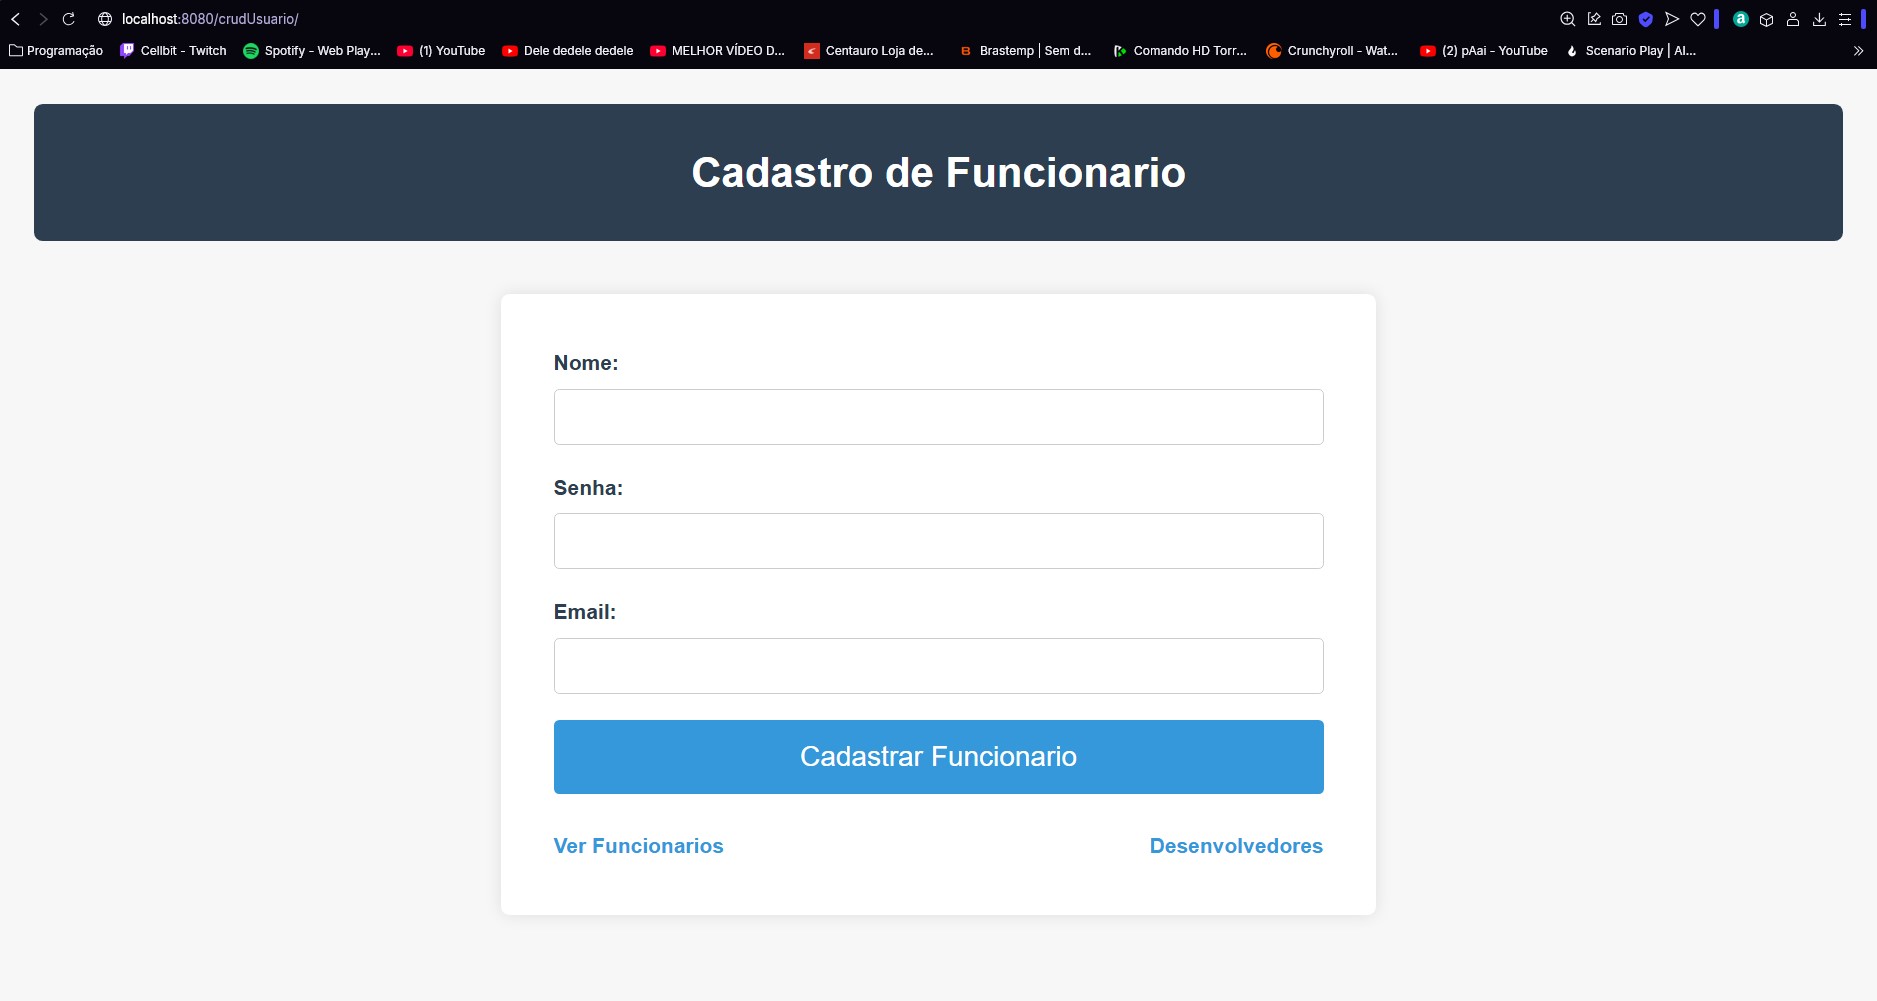 localhost:8080/crudUsuario/
a
Programação Cellbit - Twitch Spotify - Web Play... (1) YouTube Dele dedele dedele MELHOR VÍDEO D... Centauro Loja de... B Brastemp | Sem d... Comando HD Torr... Crunchyroll - Wat... (2) pAai - YouTube Scenario Play | AI...
Cadastro de Funcionario
Nome:
Senha:
Email:
Cadastrar Funcionario
Ver Funcionarios Desenvolvedores